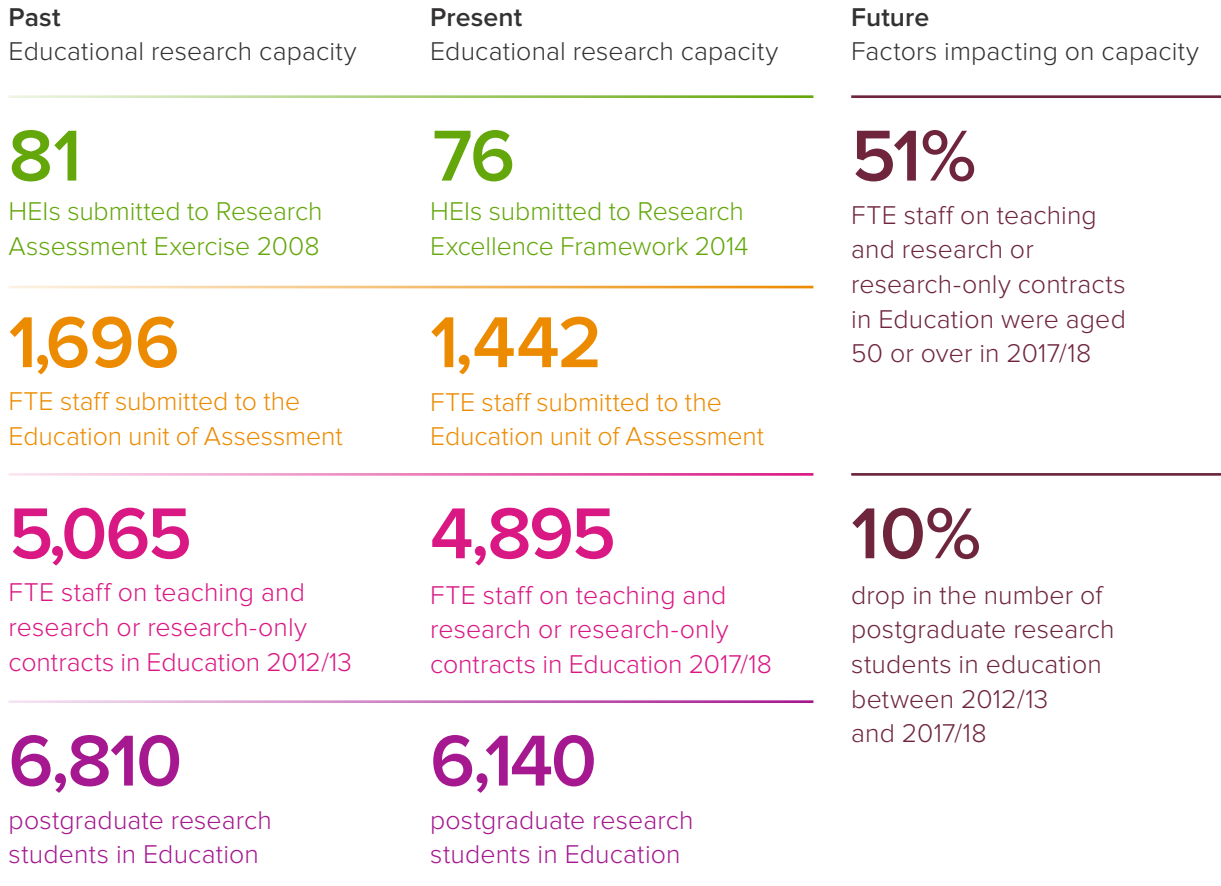 Past
Educational research capacity
Present
Educational research capacity
Future
Factors impacting on capacity
81
HEIs submitted to Research
Assessment Exercise 2008
76
HEIs submitted to Research
Excellence Framework 2014
51%
FTE staff on teaching
and research or
research-only contracts
in Education were aged
50 or over in 2017/18
1,696
FTE staff submitted to the
Education unit of Assessment
1,442
FTE staff submitted to the
Education unit of Assessment
5,065
FTE staff on teaching and
research or research-only
contracts in Education 2012/13
4,895
FTE staff on teaching and
research or research-only
contracts in Education 2017/18
10%
drop in the number of
postgraduate research
students in education
between 2012/13
and 2017/18
6,810
postgraduate research
students in Education
6,140
postgraduate research
students in Education